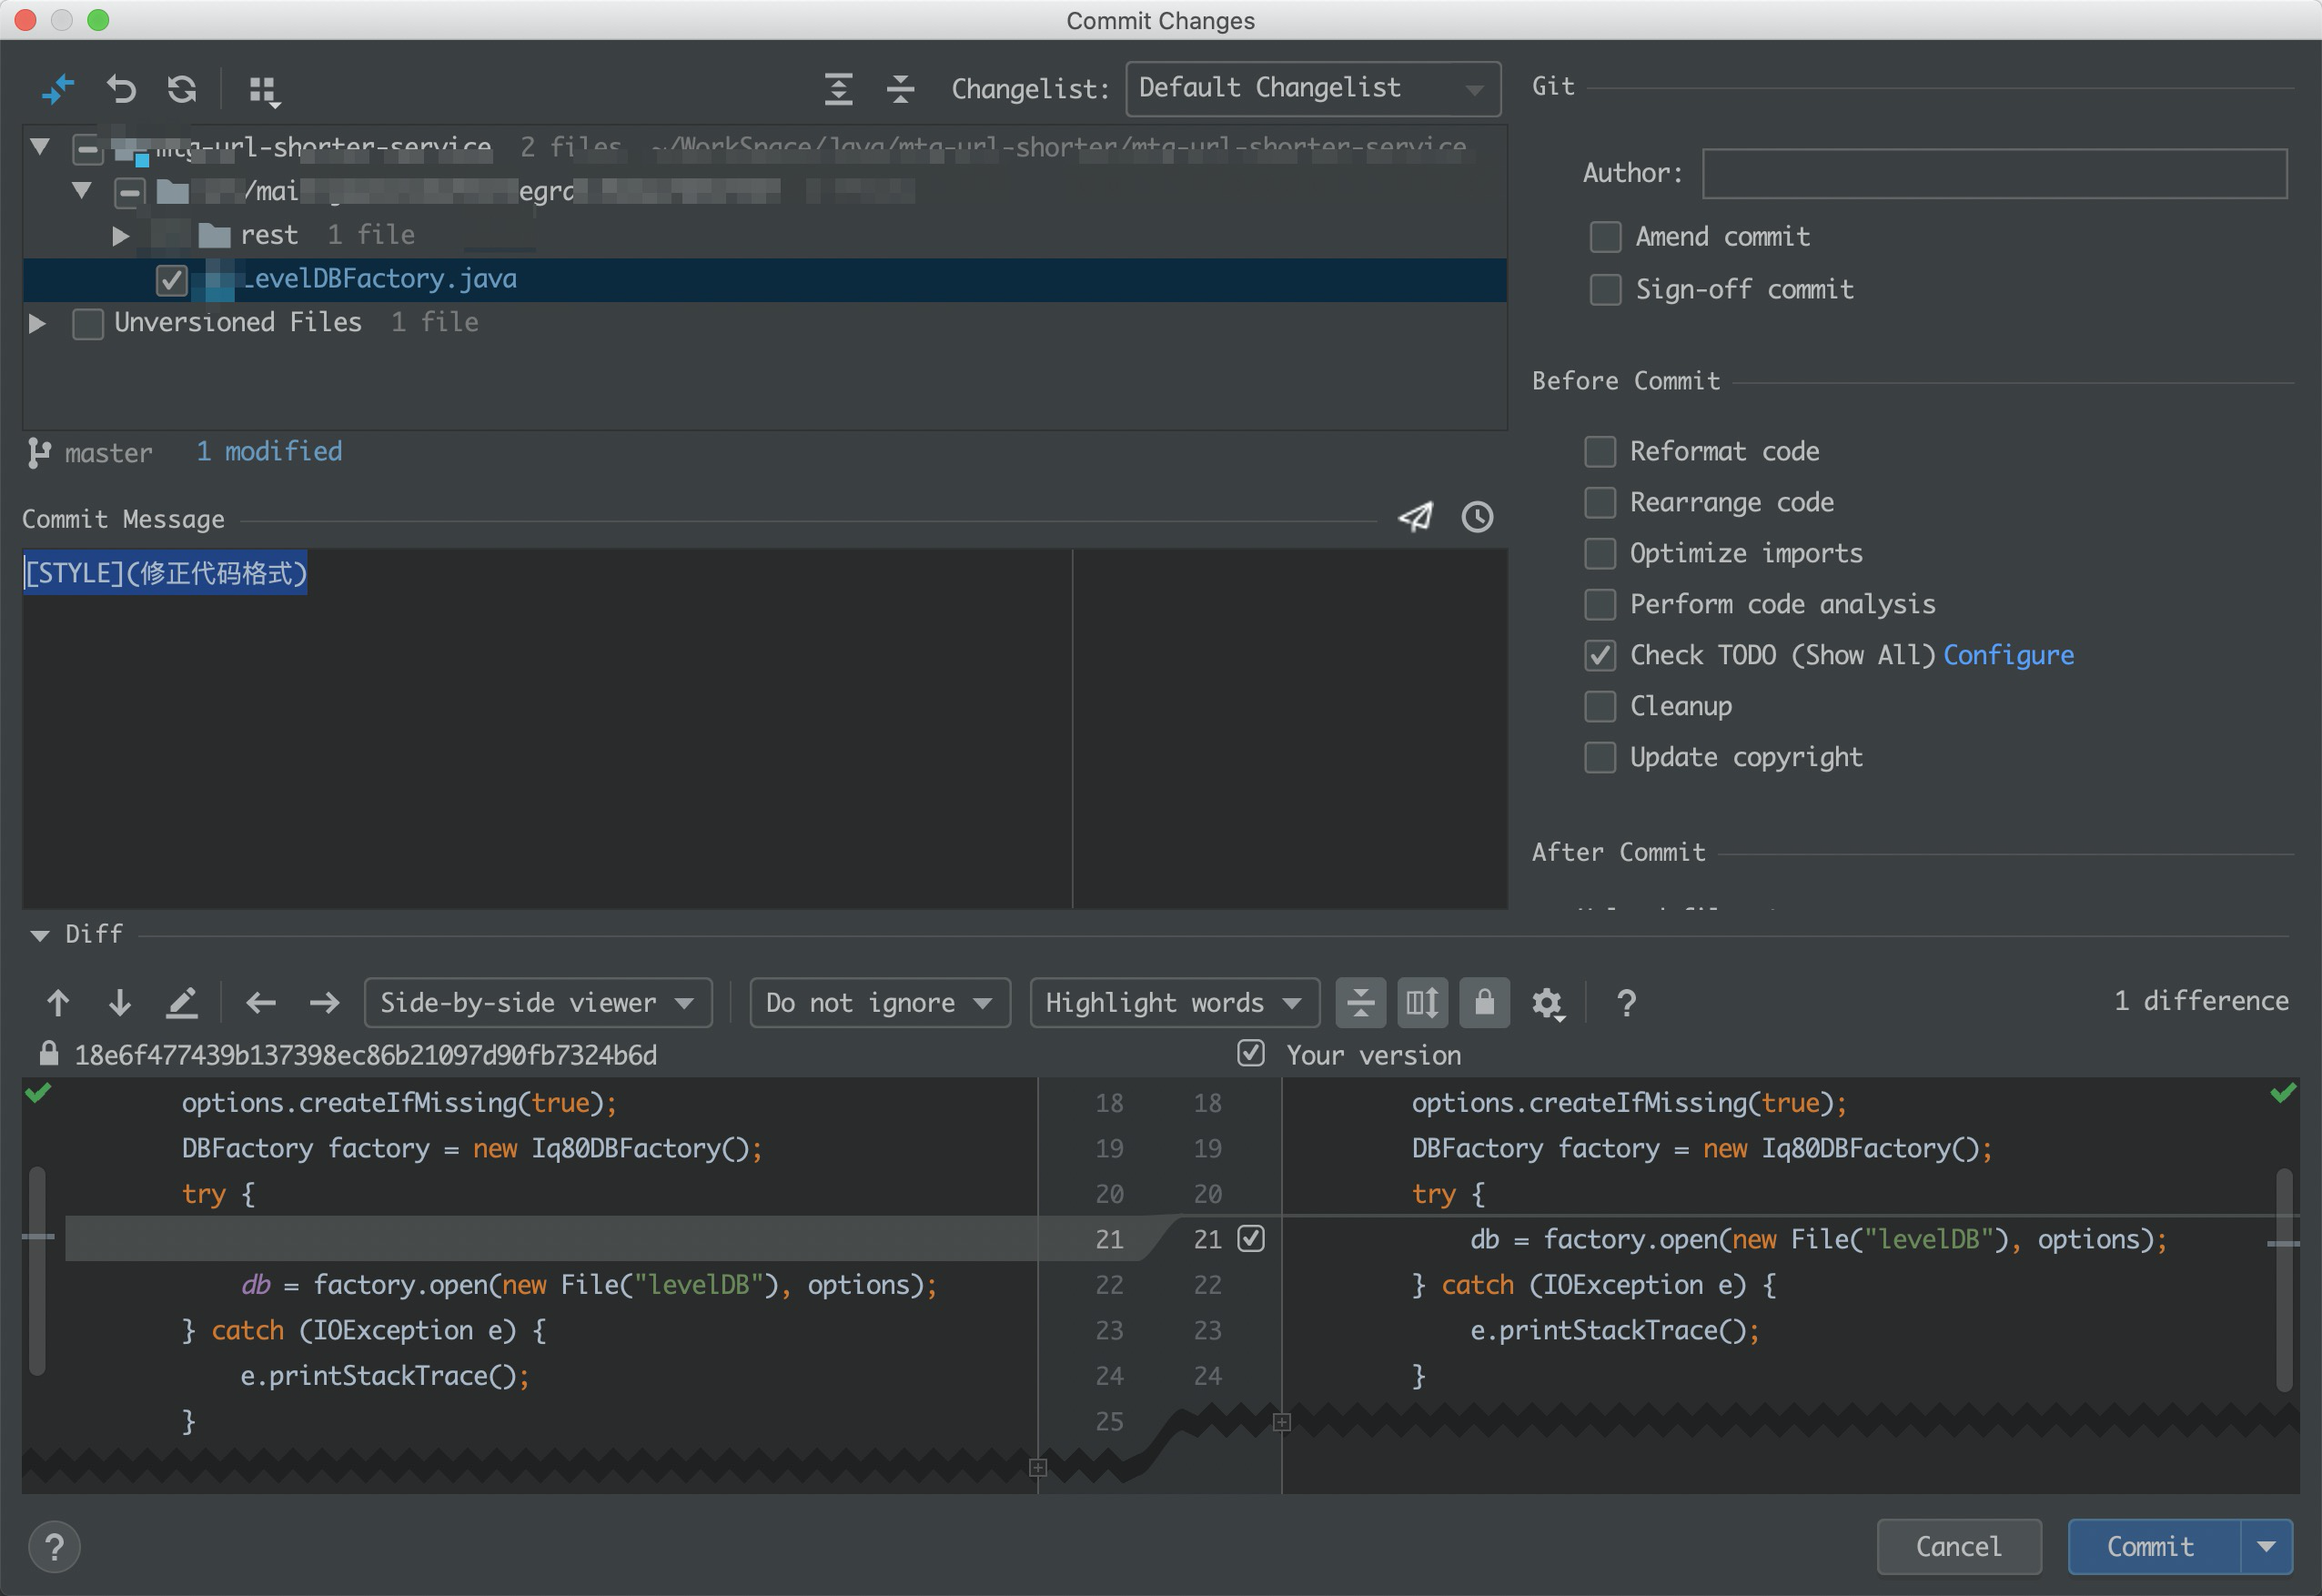 Commit Changes
Changelist: Default Changelist
mtg-url-shorter-service 2 files ~/WorkSpace/Java/mtg-url-shorter/mtg-url-shorter-service
rest 1 file
LevelDBFactory.java
Unversioned Files 1 file
master 1 modified
Commit Message
[STYLE](修正代码格式)
Git
Author:
Amend commit
Sign-off commit
Before Commit
Reformat code
Rearrange code
Optimize imports
Perform code analysis
Check TODO (Show All) Configure
Cleanup
Update copyright
After Commit
Diff
Side-by-side viewer Do not ignore Highlight words ? 1 difference
18e6f477439b137398ec86b21097d90fb7324b6d
options.createIfMissing(true); 18
DBFactory factory = new Iq80DBFactory(); 19
try { 20
21
db = factory.open(new File("levelDB"), options); 22
} catch (IOException e) { 23
e.printStackTrace(); 24
} 25
Your version
18 options.createIfMissing(true);
19 DBFactory factory = new Iq80DBFactory();
20 try {
21 db = factory.open(new File("levelDB"), options);
22 } catch (IOException e) {
23 e.printStackTrace();
24 }
? Cancel Commit